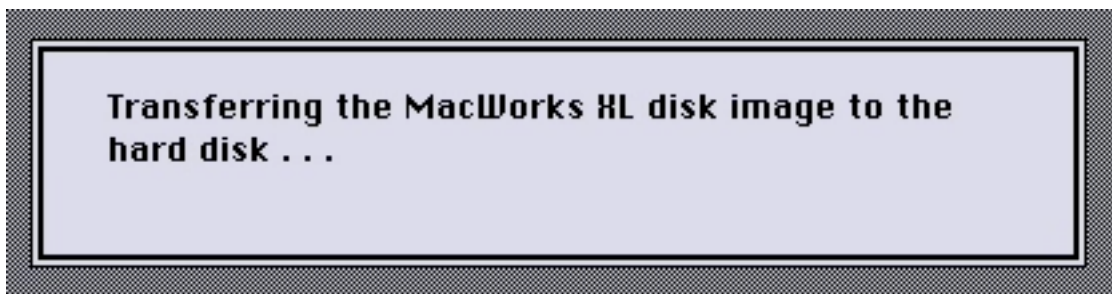 Transferring the MacWorks XL disk image to the
hard disk . . .